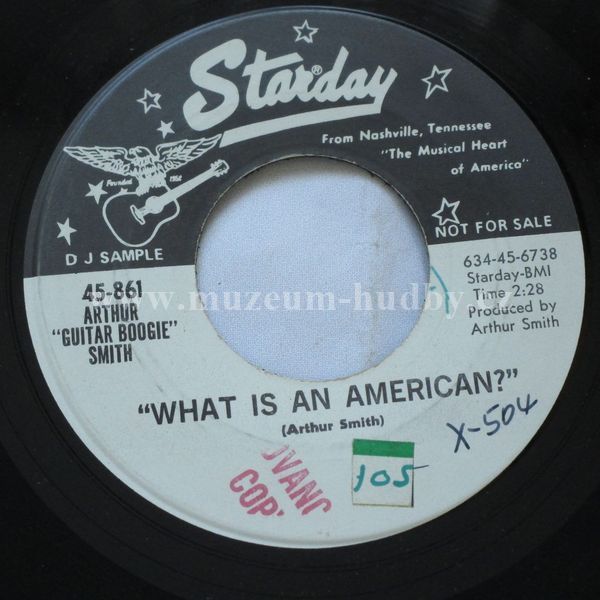 Starday®
From Nashville, Tennessee
"The Musical Heart
of America"
Founded 1952
D J SAMPLE
NOT FOR SALE
45-861
ARTHUR
"GUITAR BOOGIE"
SMITH
634-45-6738
Starday-BMI
Time 2:28
Produced by
Arthur Smith
www.muzeum-hudby.cz
"WHAT IS AN AMERICAN?"
(Arthur Smith)
X-504
105